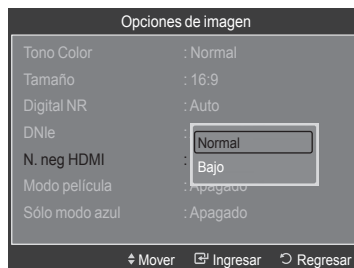 Opciones de imagen
Tono Color : Normal
Tamaño : 16:9
Digital NR : Auto
DNIe :
Normal
N. neg HDMI :
Bajo
Modo película : Apagado
Sólo modo azul : Apagado
Mover Ingresar Regresar